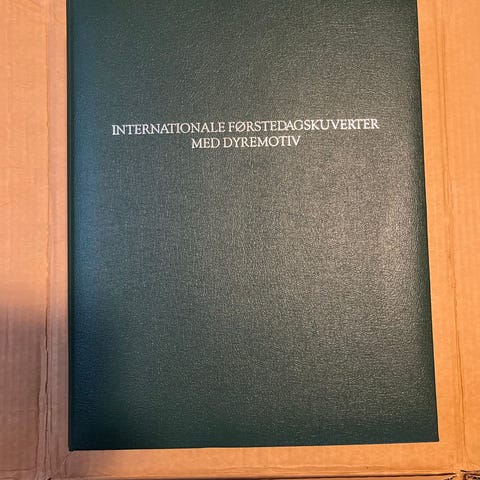 INTERNATIONALE FØRSTEDAGSKUVERTER
MED DYREMOTIV